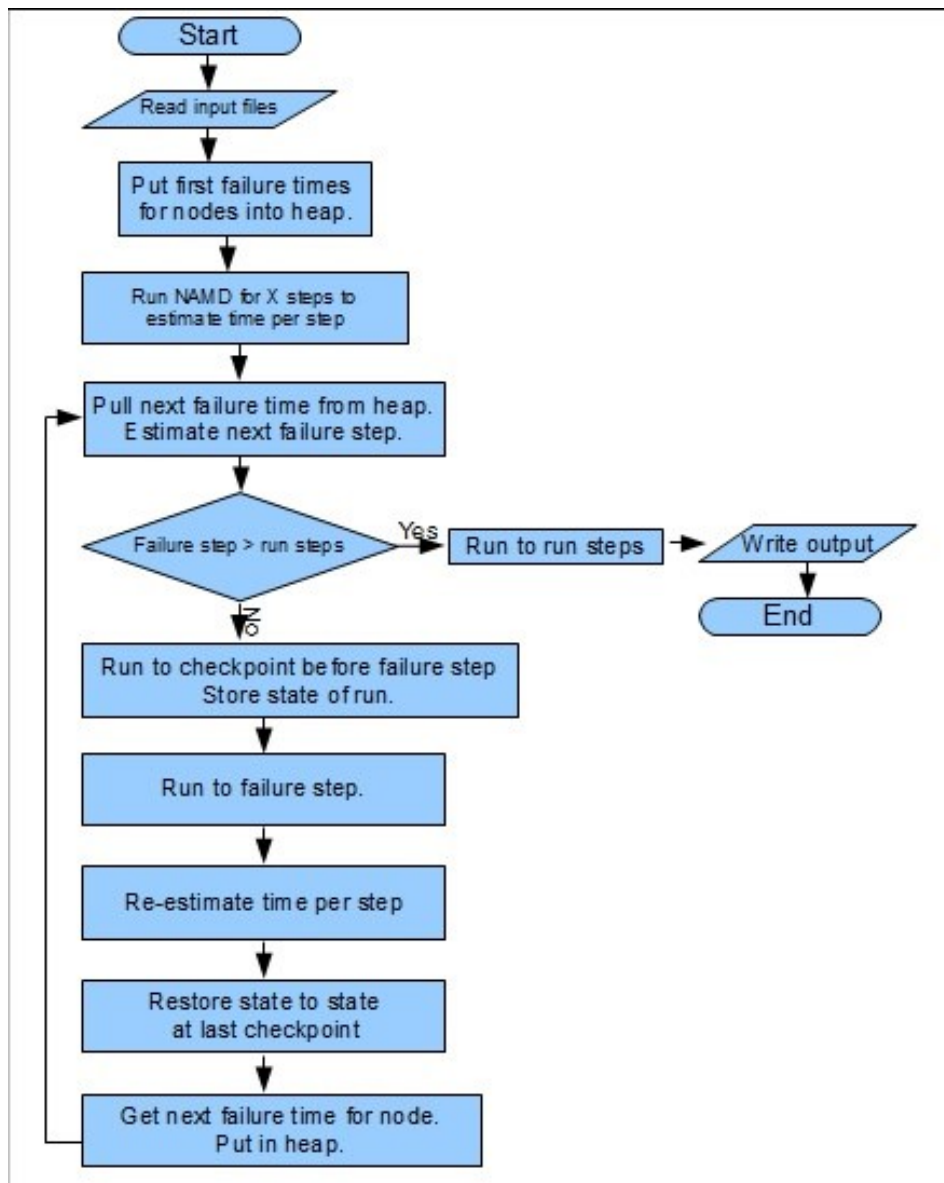 Start
Read input files
Put first failure times
for nodes into heap.
Run NAMD for X steps to
estimate time per step
Pull next failure time from heap.
Estimate next failure step.
Failure step > run steps
Yes
Run to run steps
Write output
End
No
Run to checkpoint before failure step
Store state of run.
Run to failure step.
Re-estimate time per step
Restore state to state
at last checkpoint
Get next failure time for node.
Put in heap.